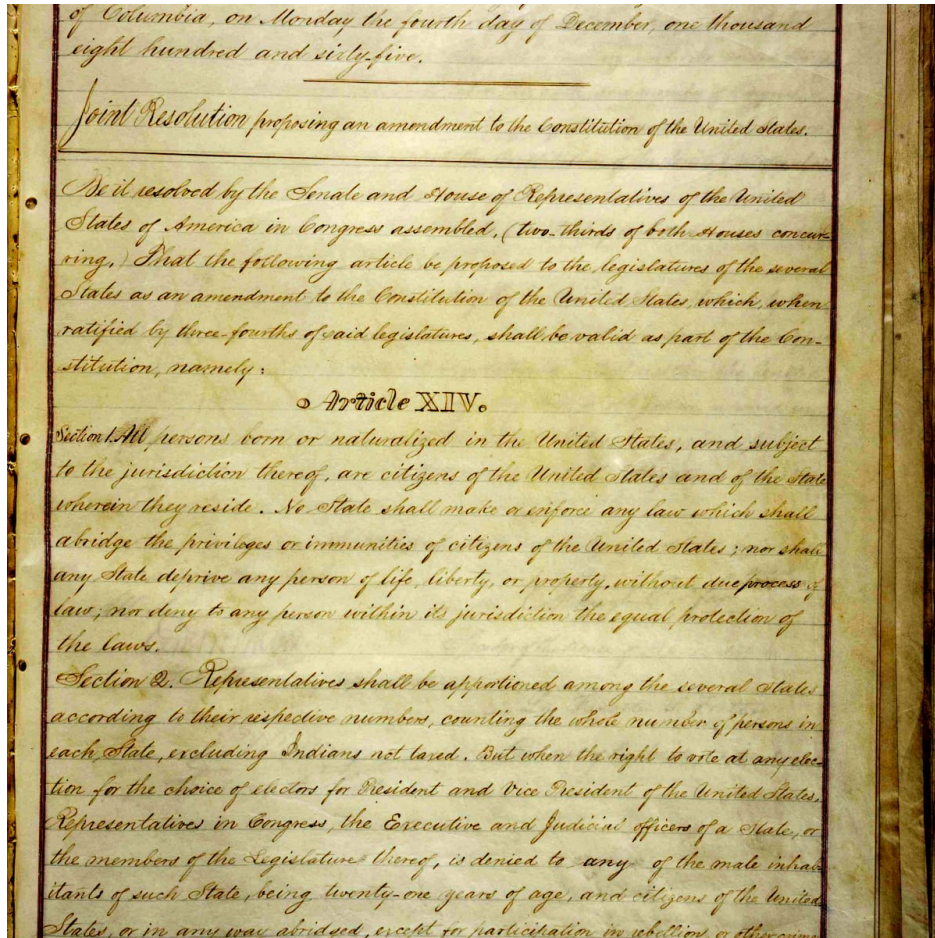 of Columbia, on Monday the fourth day of December, one thousand
eight hundred and sixty-five.
Joint Resolution proposing an amendment to the Constitution of the United States.
Be it resolved by the Senate and House of Representatives of the United
States of America in Congress assembled, (two-thirds of both Houses concur-
ring,) That the following article be proposed to the legislatures of the several
States as an amendment to the Constitution of the United States, which, when
ratified by three-fourths of said legislatures, shall be valid as part of the Con-
stitution, namely:
Article XIV.
Section 1. All persons born or naturalized in the United States, and subject
to the jurisdiction thereof, are citizens of the United States and of the State
wherein they reside. No State shall make or enforce any law which shall
abridge the privileges or immunities of citizens of the United States; nor shall
any State deprive any person of life, liberty, or property, without due process of
law; nor deny to any person within its jurisdiction the equal protection of
the laws.
Section 2. Representatives shall be apportioned among the several States
according to their respective numbers, counting the whole number of persons in
each State, excluding Indians not taxed. But when the right to vote at any elec-
tion for the choice of electors for President and Vice President of the United States,
Representatives in Congress, the Executive and Judicial officers of a State, or
the members of the Legislature thereof, is denied to any of the male inhab-
itants of such State, being twenty-one years of age, and citizens of the United
States, or in any way abridged, except for participation in rebellion, or other crime